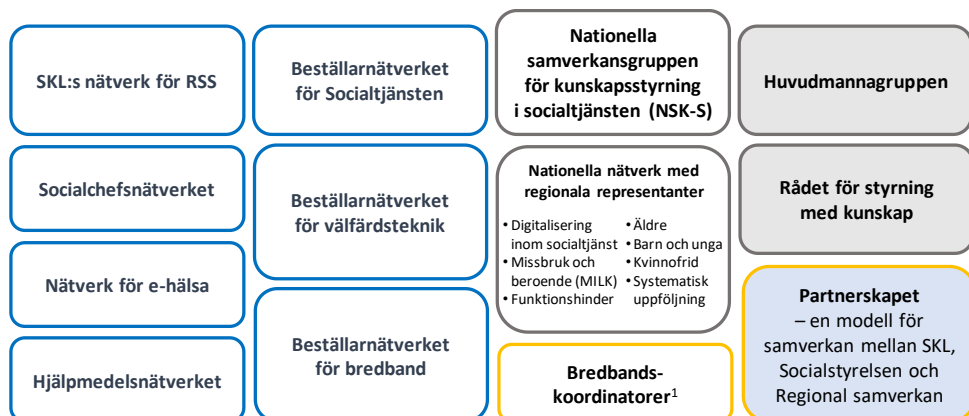 SKL:s nätverk för RSS
Socialchefsnätverket
Nätverk för e-hälsa
Hjälpmedelsnätverket
Beställarnätverket
för Socialtjänsten
Beställarnätverket
för välfärdsteknik
Beställarnätverket
för bredband
Nationella
samverkansgruppen
för kunskapsstyrning
i socialtjänsten (NSK-S)
Nationella nätverk med
regionala representanter
• Digitalisering
inom socialtjänst
• Missbruk och
beroende (MILK)
• Funktionshinder
• Äldre
• Barn och unga
• Kvinnofrid
• Systematisk
uppföljning
Bredbands-
koordinatorer¹
Huvudmannagruppen
Rådet för styrning
med kunskap
Partnerskapet
– en modell för
samverkan mellan SKL,
Socialstyrelsen och
Regional samverkan